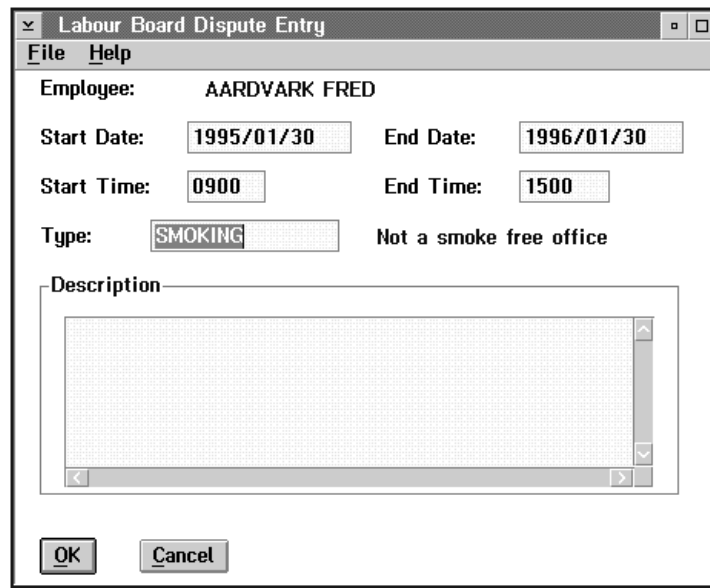 Labour Board Dispute Entry
File Help
Employee: AARDVARK FRED
Start Date: 1995/01/30 End Date: 1996/01/30
Start Time: 0900 End Time: 1500
Type: SMOKING Not a smoke free office
Description
OK Cancel